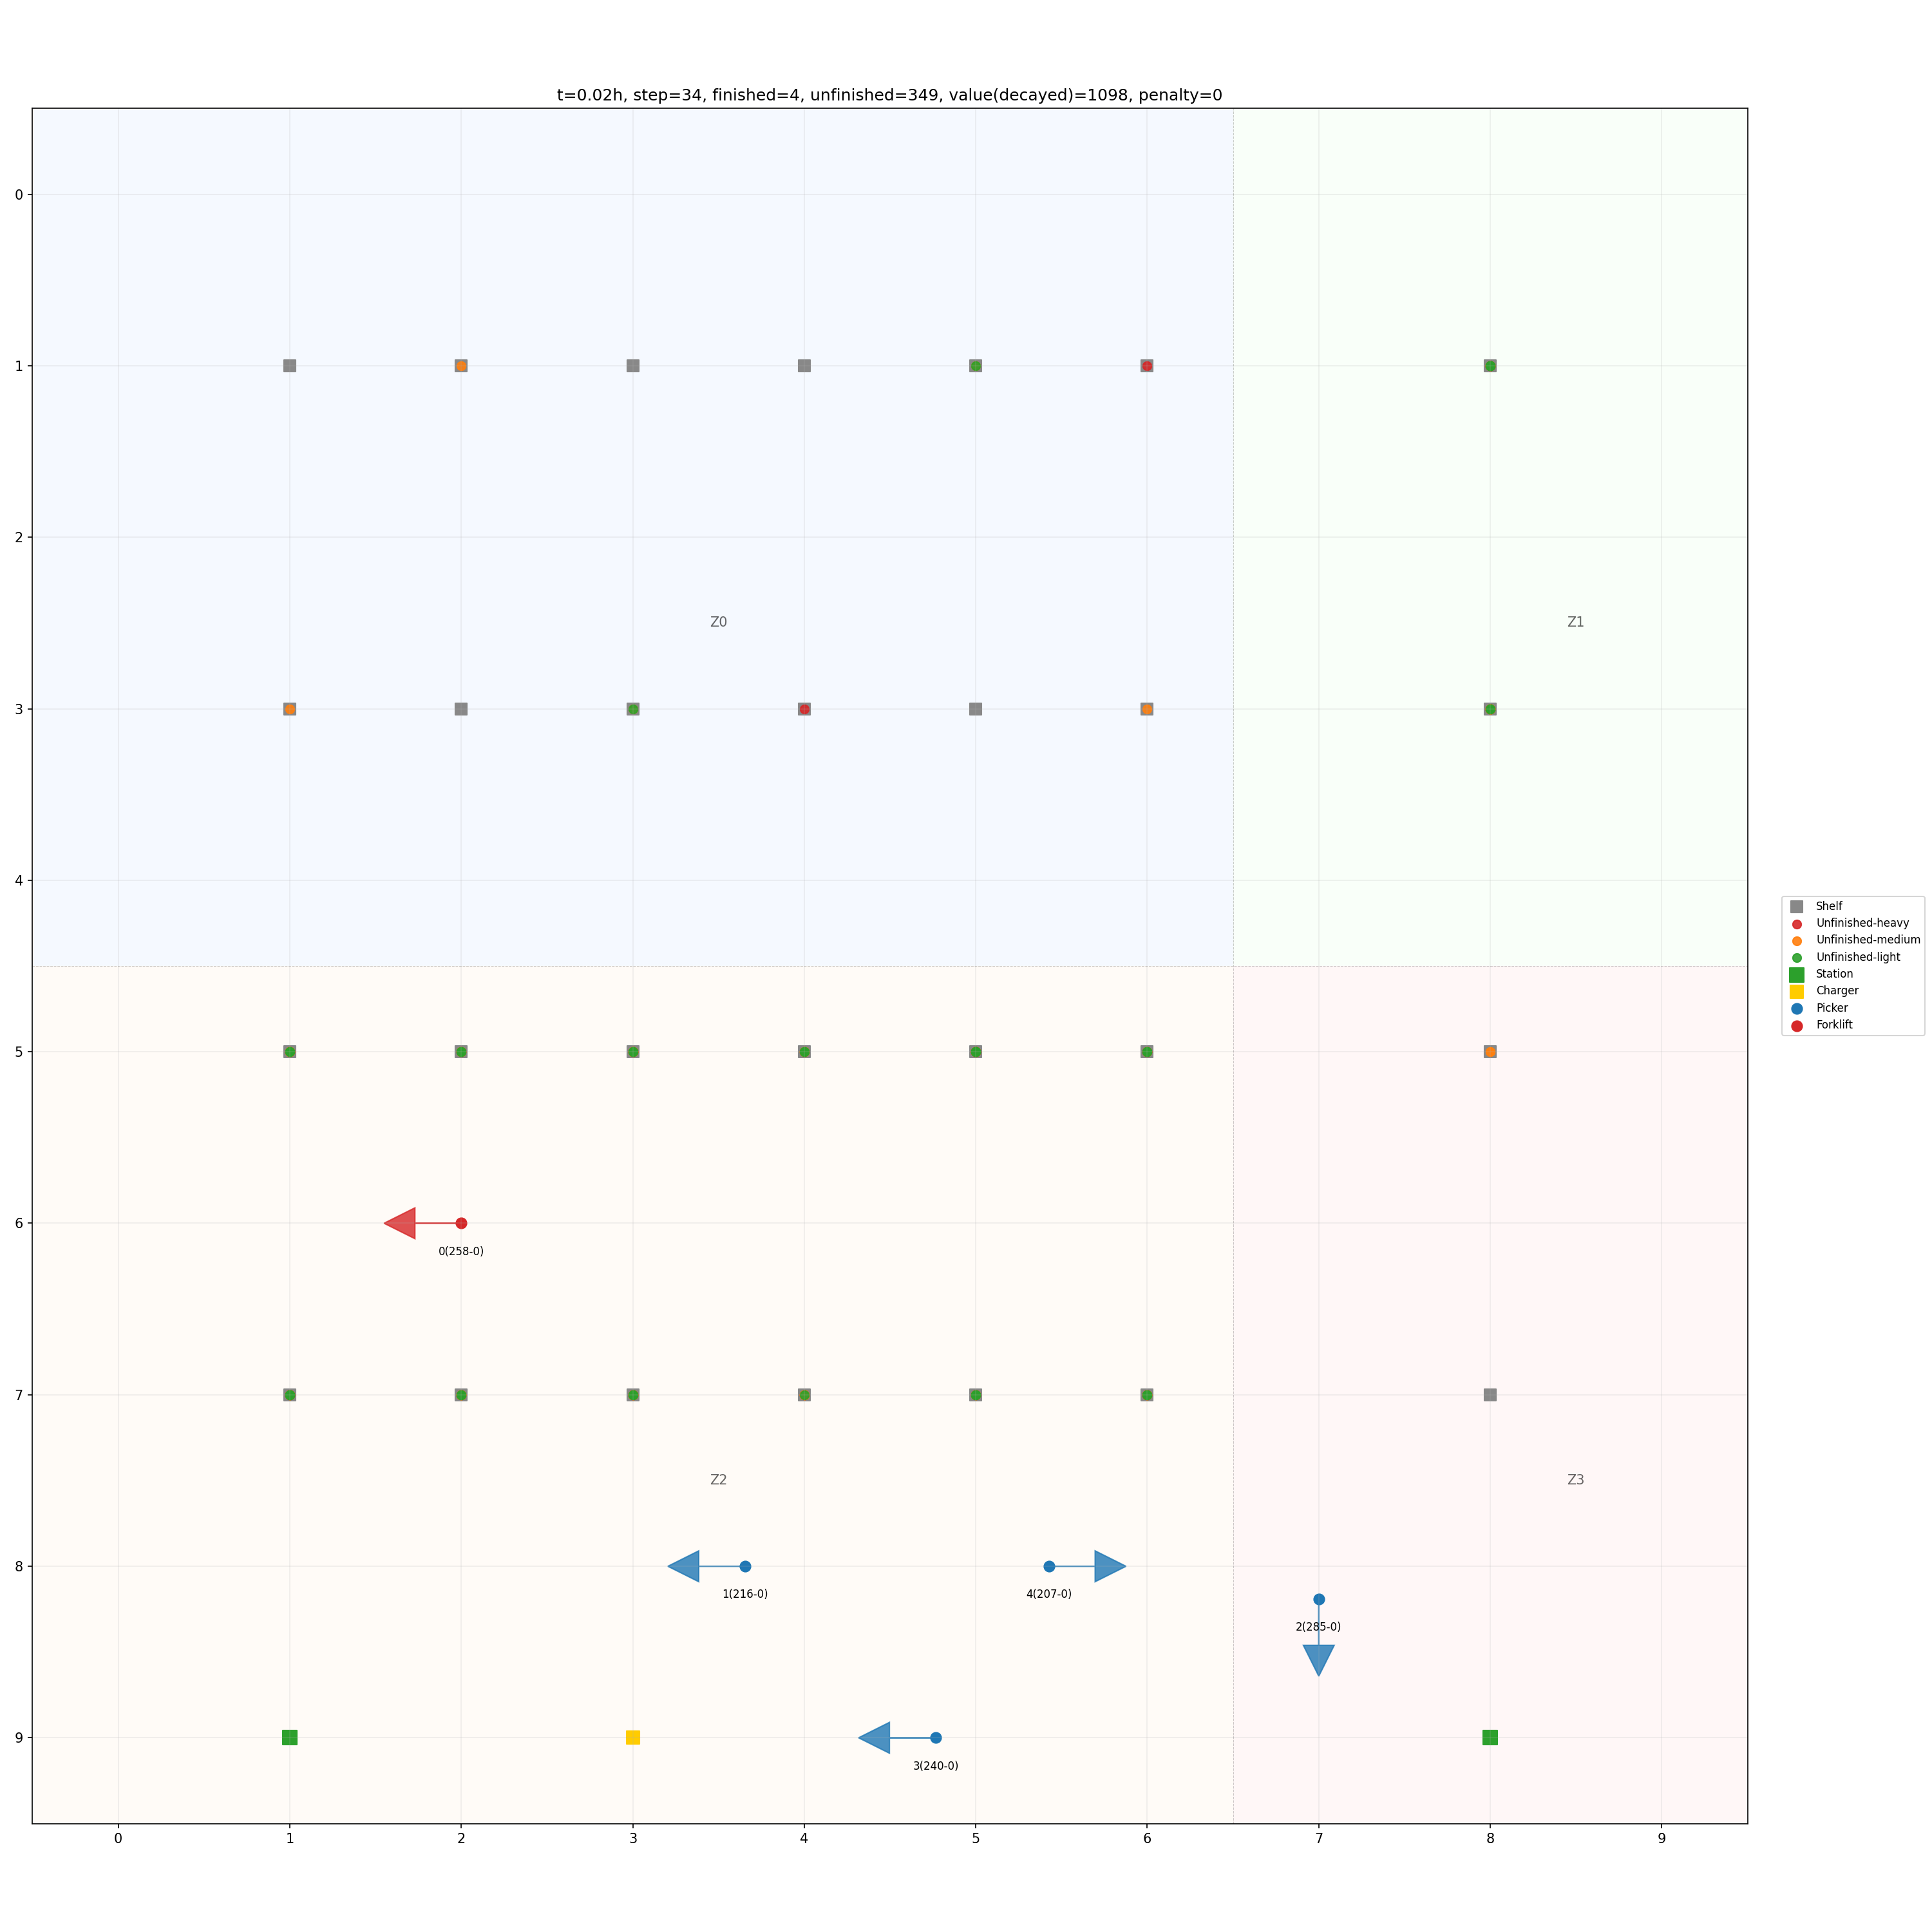 t=0.02h, step=34, finished=4, unfinished=349, value(decayed)=1098, penalty=0
0
1
2
Z0
Z1
3
4
Shelf
Unfinished-heavy
Unfinished-medium
Unfinished-light
Station
Charger
Picker
Forklift
5
6
0(258-0)
7
Z2
Z3
8
1(216-0)
4(207-0)
2(285-0)
9
3(240-0)
0 1 2 3 4 5 6 7 8 9